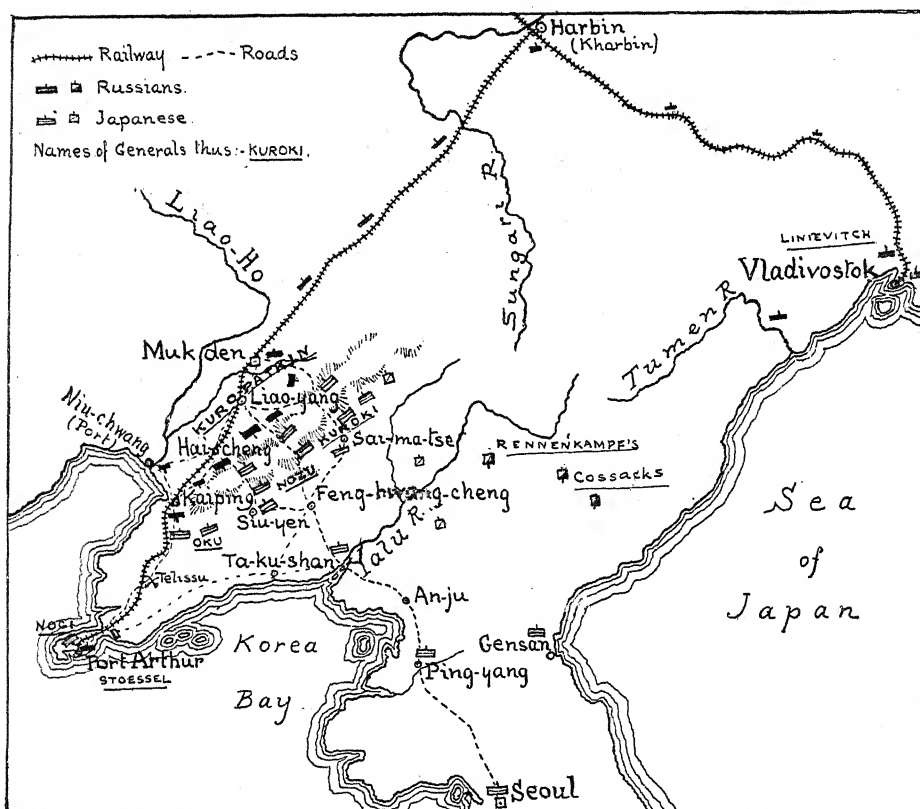 Harbin
(Kharbin)
Railway Roads
Russians.
Japanese.
Names of Generals thus:- KUROKI.
Liao-Ho
Sungari R.
LINIEVITCH
Vladivostok
Tumen R.
Mukden
KUROPATKIN
Liao-yang
Niu-chwang
(Port)
Hai-cheng
KUROKI
Sai-ma-tse
RENNENKAMPF'S
Cossacks
NOZU
Kaiping
Feng-hwang-cheng
Siu-yen
OKU
Yalu R.
Ta-ku-shan
Telissu
An-ju
NOGI
Port Arthur
STOESSEL
Korea
Bay
Gensan
Ping-yang
Seoul
Sea
of
Japan